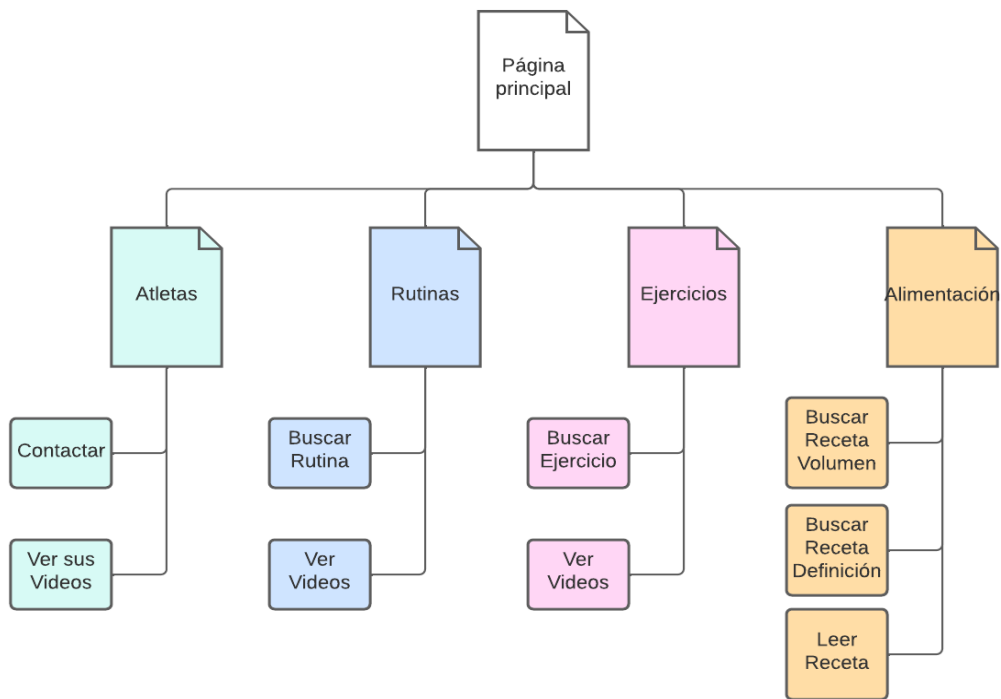 Página
principal
Atletas
Rutinas
Ejercicios
Alimentación
Contactar
Buscar
Rutina
Buscar
Ejercicio
Buscar
Receta
Volumen
Ver sus
Videos
Ver
Videos
Ver
Videos
Buscar
Receta
Definición
Leer
Receta